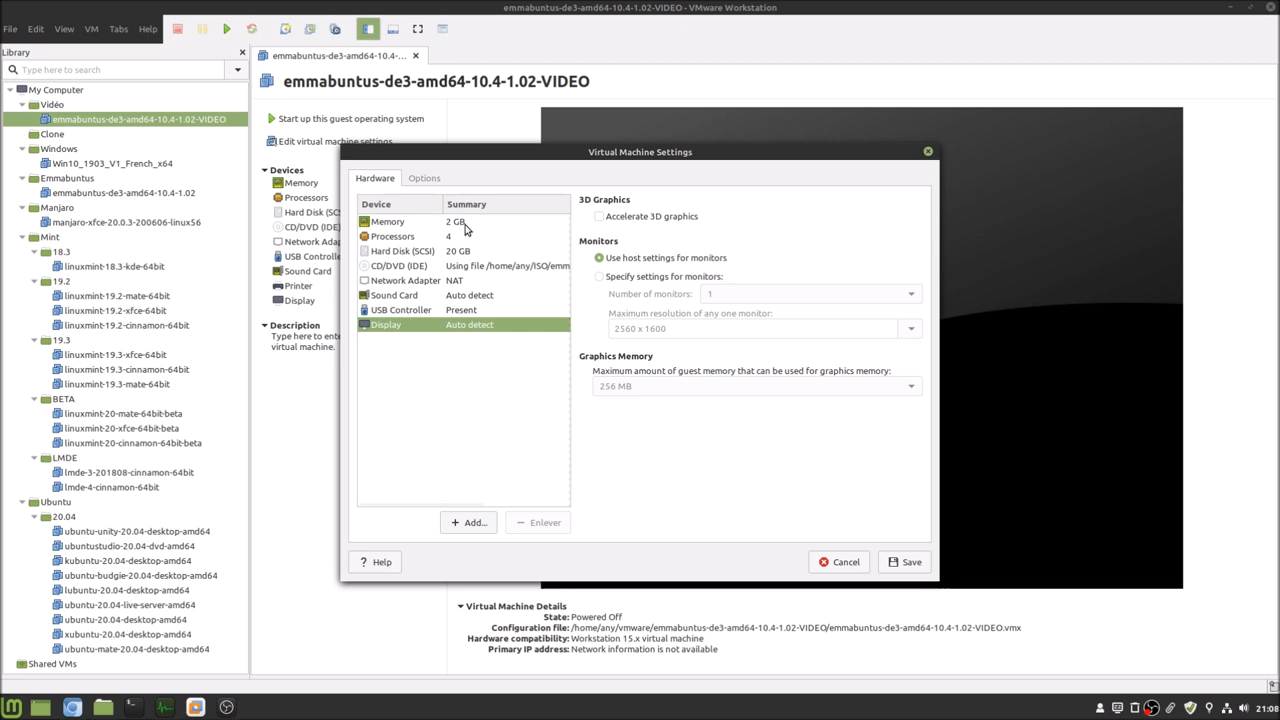 emmabuntus-de3-amd64-10.4-1.02-VIDEO - VMware Workstation
File Edit View VM Tabs Help
Library
Type here to search
My Computer
Vidéo
emmabuntus-de3-amd64-10.4-1.02-VIDEO
Clone
Windows
Win10_1903_V1_French_x64
Emmabuntus
emmabuntus-de3-amd64-10.4-1.02
Manjaro
manjaro-xfce-20.0.3-200606-linux56
Mint
18.3
linuxmint-18.3-kde-64bit
19.2
linuxmint-19.2-mate-64bit
linuxmint-19.2-xfce-64bit
linuxmint-19.2-cinnamon-64bit
19.3
linuxmint-19.3-xfce-64bit
linuxmint-19.3-cinnamon-64bit
linuxmint-19.3-mate-64bit
BETA
linuxmint-20-mate-64bit-beta
linuxmint-20-xfce-64bit-beta
linuxmint-20-cinnamon-64bit-beta
LMDE
lmde-3-201808-cinnamon-64bit
lmde-4-cinnamon-64bit
Ubuntu
20.04
ubuntu-unity-20.04-desktop-amd64
ubuntustudio-20.04-dvd-amd64
kubuntu-20.04-desktop-amd64
ubuntu-budgie-20.04-desktop-amd64
lubuntu-20.04-desktop-amd64
ubuntu-20.04-live-server-amd64
ubuntu-20.04-desktop-amd64
xubuntu-20.04-desktop-amd64
ubuntu-mate-20.04-desktop-amd64
Shared VMs
emmabuntus-de3-amd64-10.4-...
emmabuntus-de3-amd64-10.4-1.02-VIDEO
Start up this guest operating system
Edit virtual machine settings
Devices
Memory
Processors
Hard Disk (SCS
CD/DVD (IDE)
Network Adap
USB Controlle
Sound Card
Printer
Display
Description
Type here to ente
virtual machine.
Virtual Machine Settings
Hardware Options
Device Summary
Memory 2 GB
Processors 4
Hard Disk (SCSI) 20 GB
CD/DVD (IDE) Using file /home/any/ISO/emm
Network Adapter NAT
Sound Card Auto detect
USB Controller Present
Display Auto detect
Add... Enlever
3D Graphics
Accelerate 3D graphics
Monitors
Use host settings for monitors
Specify settings for monitors:
Number of monitors: 1
Maximum resolution of any one monitor:
2560 x 1600
Graphics Memory
Maximum amount of guest memory that can be used for graphics memory:
256 MB
Help Cancel Save
Virtual Machine Details
State: Powered Off
Configuration file: /home/any/vmware/emmabuntus-de3-amd64-10.4-1.02-VIDEO/emmabuntus-de3-amd64-10.4-1.02-VIDEO.vmx
Hardware compatibility: Workstation 15.x virtual machine
Primary IP address: Network information is not available
21:08